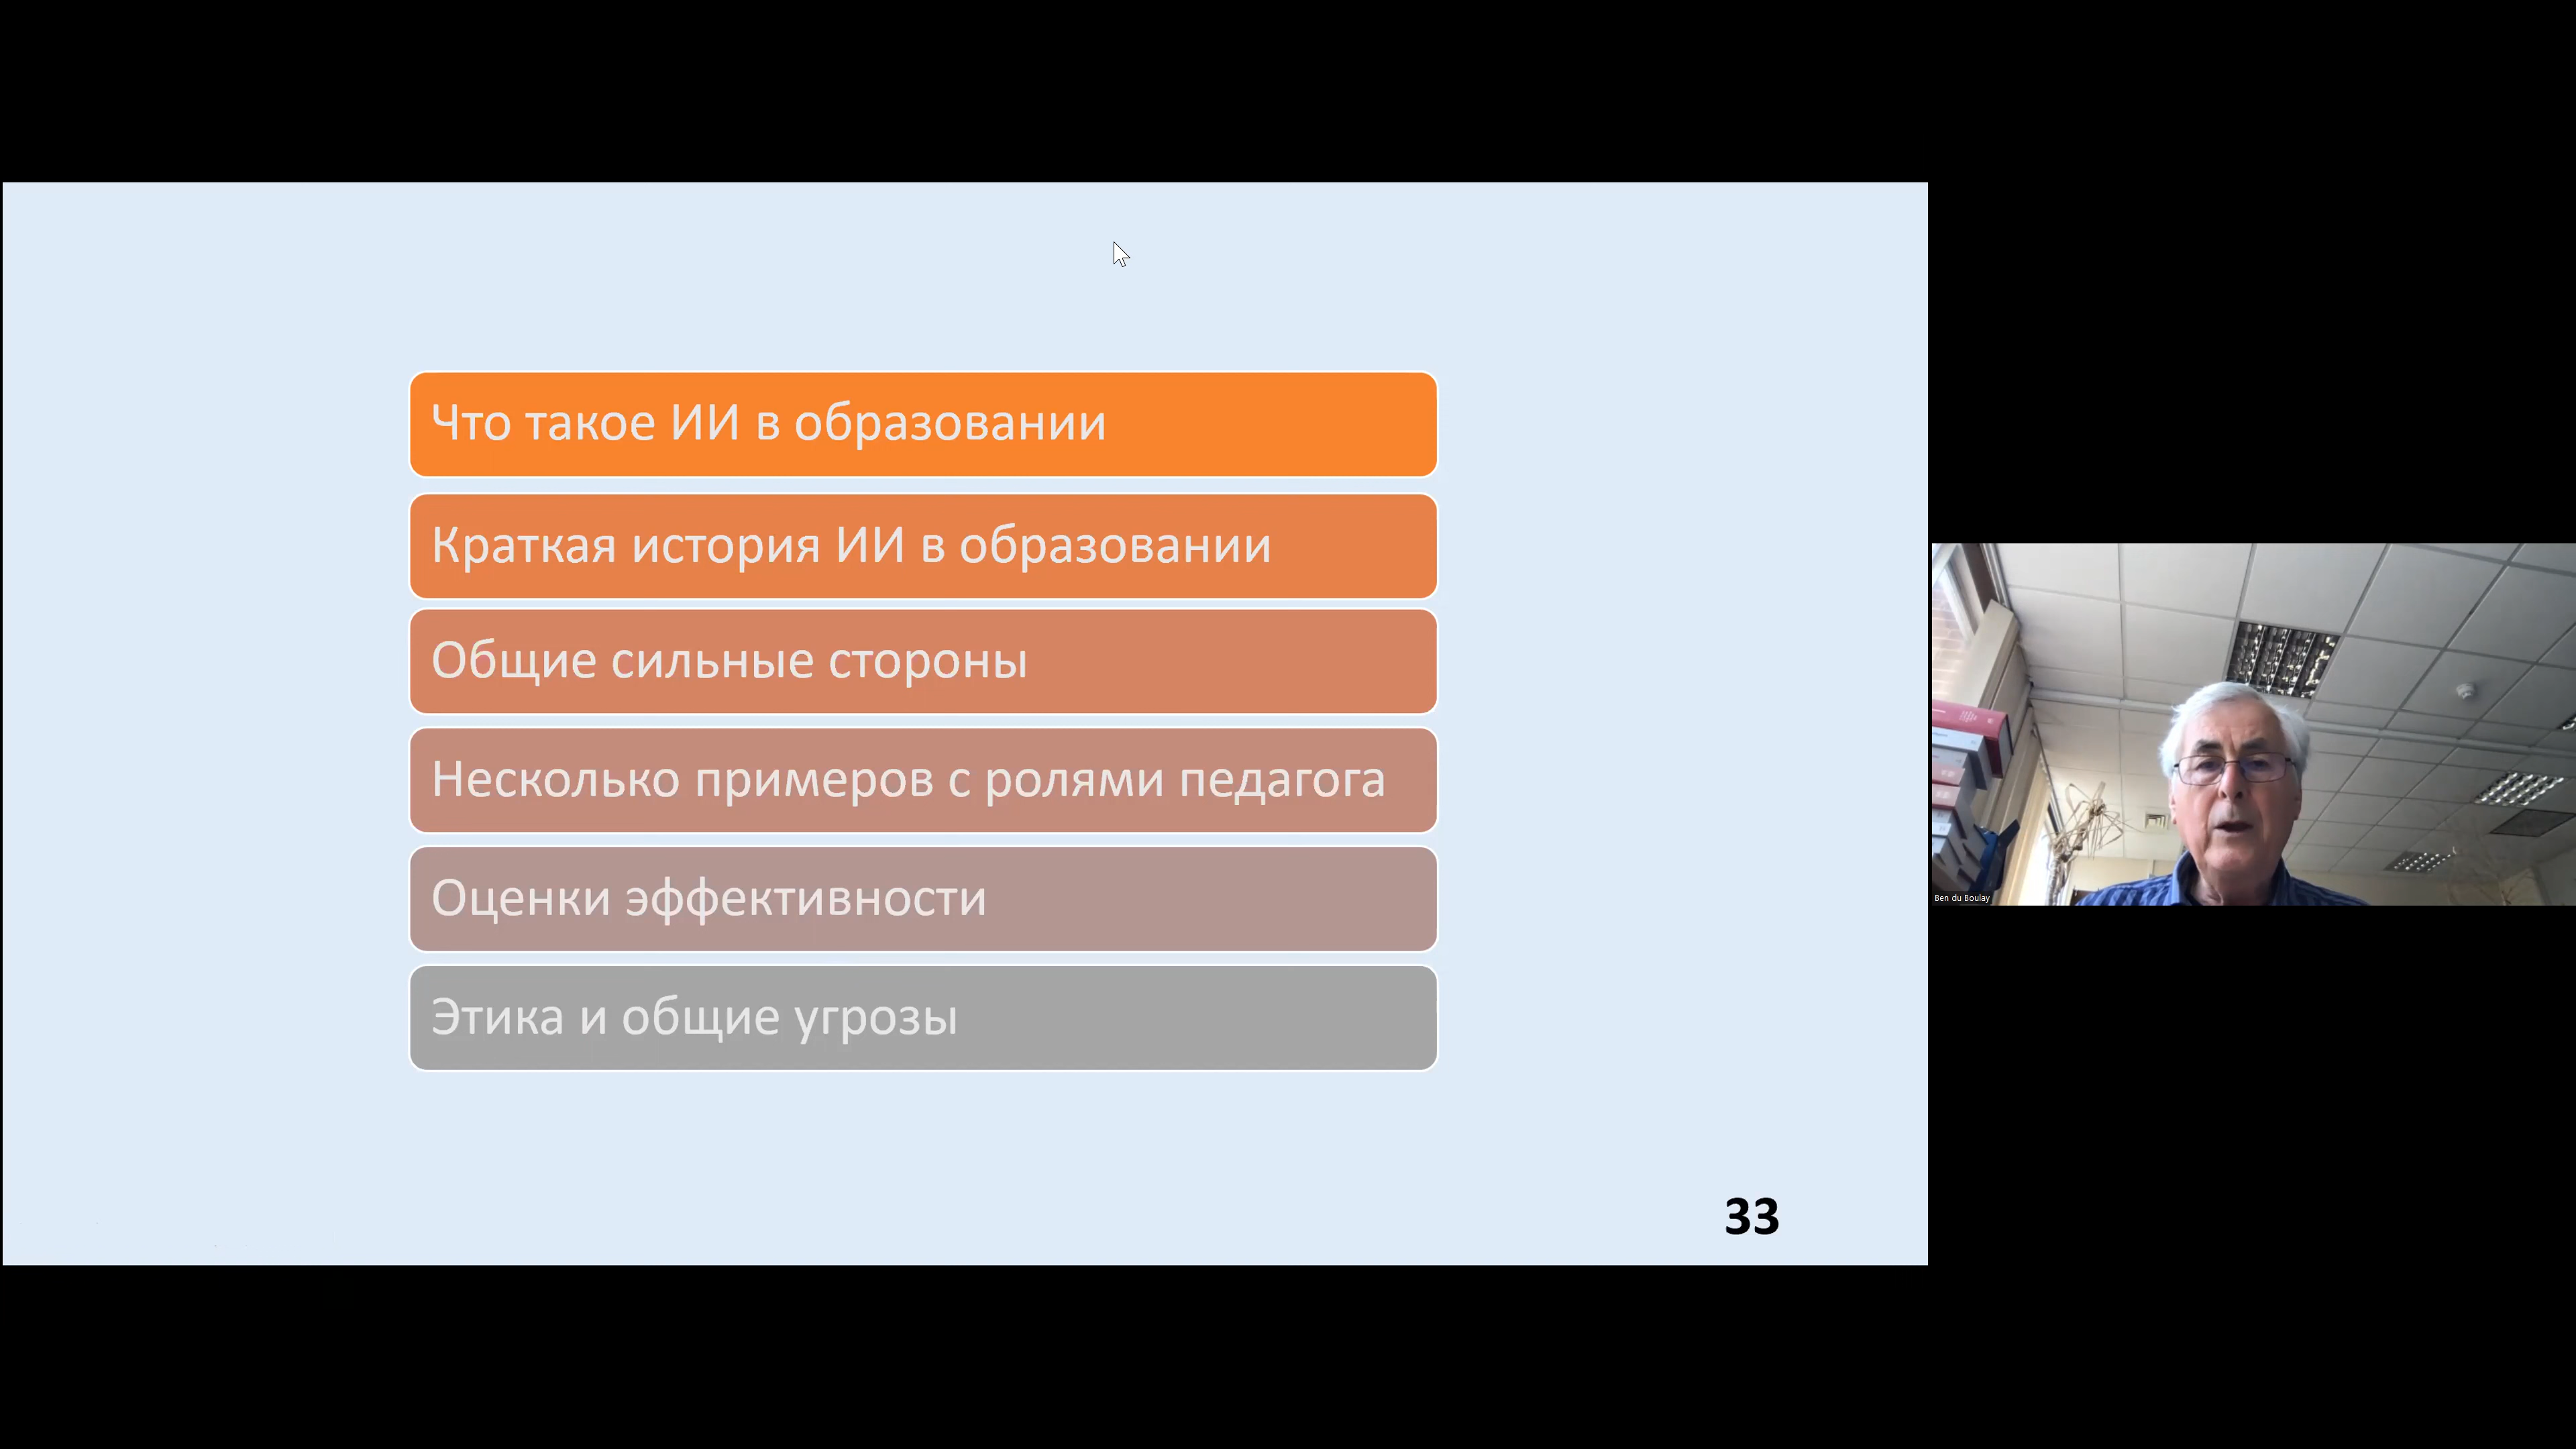 Что такое ИИ в образовании
Краткая история ИИ в образовании
Общие сильные стороны
Несколько примеров с ролями педагога
Оценки эффективности
Этика и общие угрозы
33
Ben du Boulay